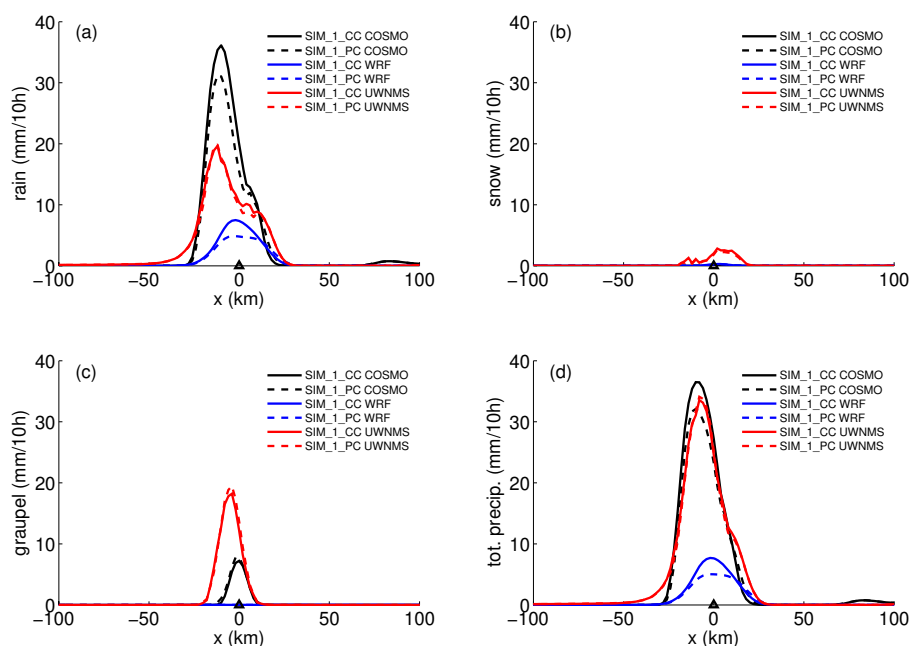 (a)
SIM_1_CC COSMO
SIM_1_PC COSMO
SIM_1_CC WRF
SIM_1_PC WRF
SIM_1_CC UWNMS
SIM_1_PC UWNMS
40
30
20
10
0
rain (mm/10h)
−100
−50
0
50
100
x (km)
(b)
SIM_1_CC COSMO
SIM_1_PC COSMO
SIM_1_CC WRF
SIM_1_PC WRF
SIM_1_CC UWNMS
SIM_1_PC UWNMS
40
30
20
10
0
snow (mm/10h)
−100
−50
0
50
100
x (km)
(c)
SIM_1_CC COSMO
SIM_1_PC COSMO
SIM_1_CC WRF
SIM_1_PC WRF
SIM_1_CC UWNMS
SIM_1_PC UWNMS
40
30
20
10
0
graupel (mm/10h)
−100
−50
0
50
100
x (km)
(d)
SIM_1_CC COSMO
SIM_1_PC COSMO
SIM_1_CC WRF
SIM_1_PC WRF
SIM_1_CC UWNMS
SIM_1_PC UWNMS
40
30
20
10
0
tot. precip. (mm/10h)
−100
−50
0
50
100
x (km)